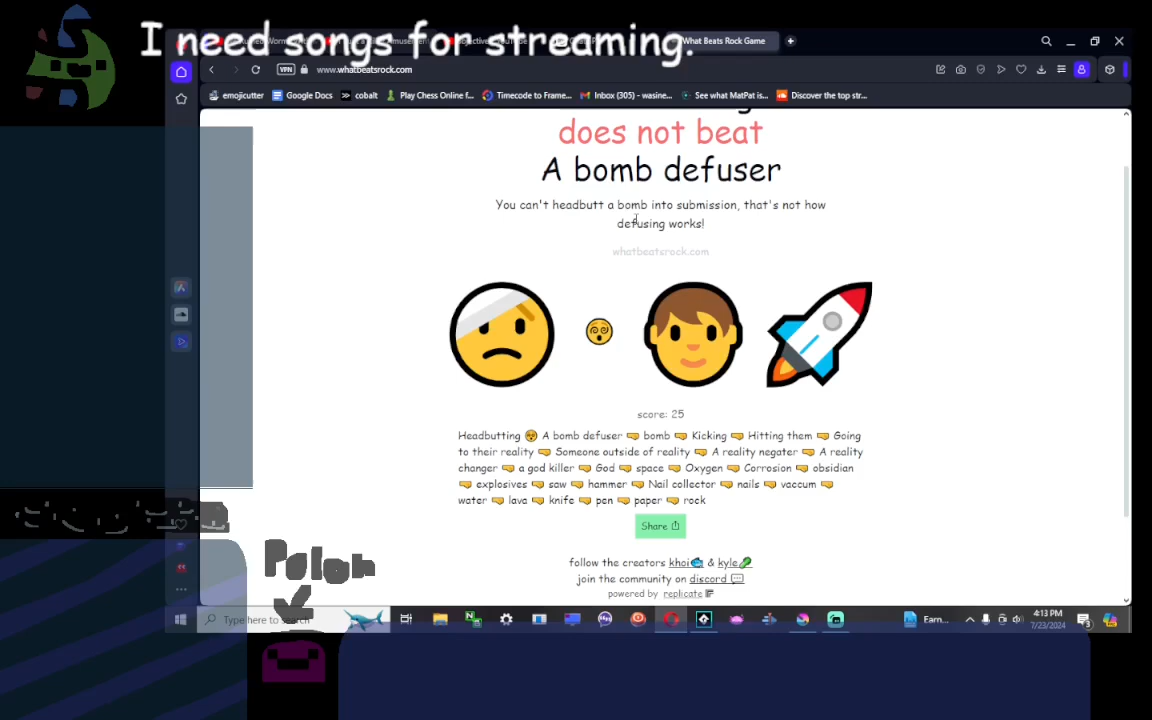 I need songs for streaming.
What Beats Rock Game
VPN
www.whatbeatsrock.com
emojicutter
Google Docs
cobalt
Play Chess Online f...
Timecode to Frame...
Inbox (305) - wasine...
See what MatPat is...
Discover the top str...
does not beat
A bomb defuser
You can't headbutt a bomb into submission, that's not how
defusing works!
whatbeatsrock.com
score: 25
Headbutting 😵 A bomb defuser 🤜 bomb 🤜 Kicking 🤜 Hitting them 🤜 Going
to their reality 🤜 Someone outside of reality 🤜 A reality negater 🤜 A reality
changer 🤜 a god killer 🤜 God 🤜 space 🤜 Oxygen 🤜 Corrosion 🤜 obsidian
🤜 explosives 🤜 saw 🤜 hammer 🤜 Nail collector 🤜 nails 🤜 vaccum 🤜
water 🤜 lava 🤜 knife 🤜 pen 🤜 paper 🤜 rock
Share
follow the creators khoi & kyle
join the community on discord
powered by replicate
Poloh
Type here to search
Earn...
4:13 PM
7/23/2024